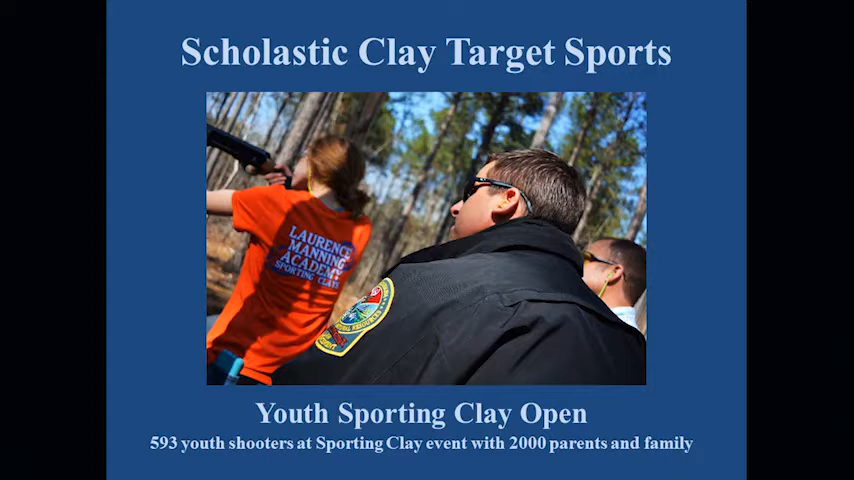 Scholastic Clay Target Sports
LAURENCE
MANNING
ACADEMY
SPORTING CLAYS
Youth Sporting Clay Open
593 youth shooters at Sporting Clay event with 2000 parents and family